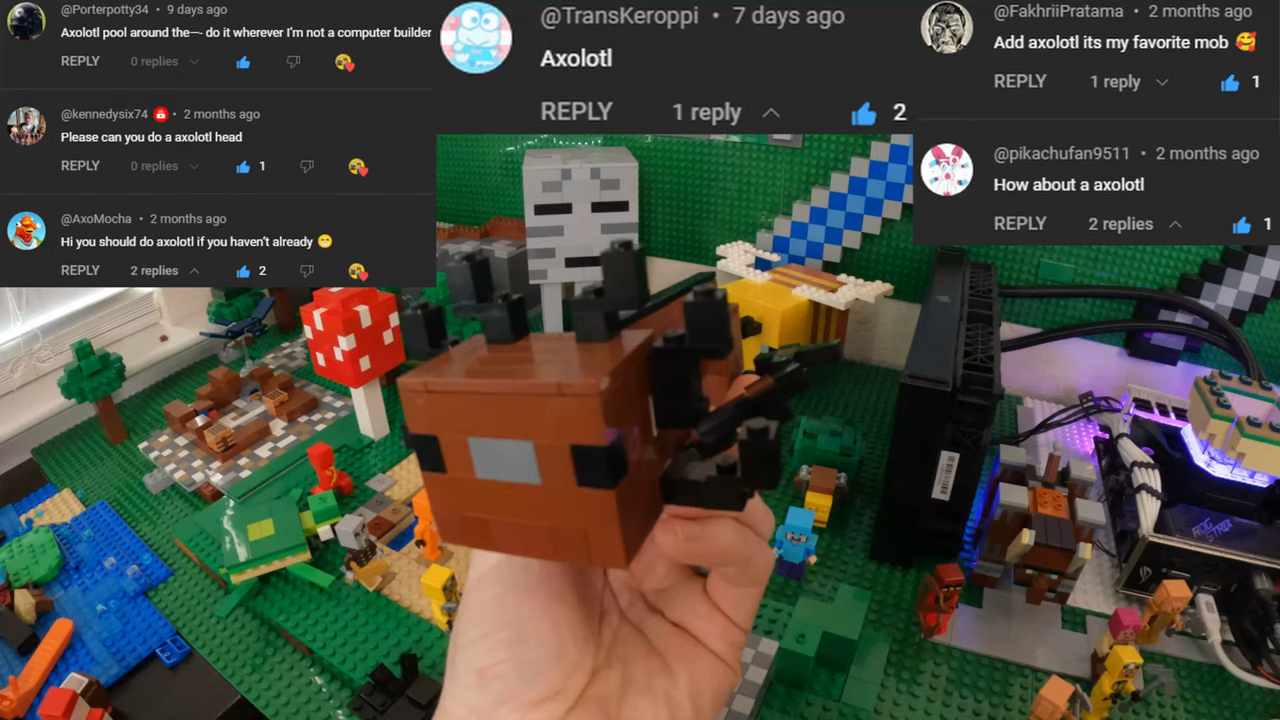 @Porterpotty34 • 9 days ago
Axolotl pool around the—- do it wherever I'm not a computer builder
REPLY 0 replies
@kennedysix74 • 2 months ago
Please can you do a axolotl head
REPLY 0 replies 1
@AxoMocha • 2 months ago
Hi you should do axolotl if you haven't already 😁
REPLY 2 replies 2
@TransKeroppi • 7 days ago
Axolotl
REPLY 1 reply 2
@FakhriiPratama • 2 months ago
Add axolotl its my favorite mob 🥰
REPLY 1 reply 1
@pikachufan9511 • 2 months ago
How about a axolotl
REPLY 2 replies 1
ROG
STRIX